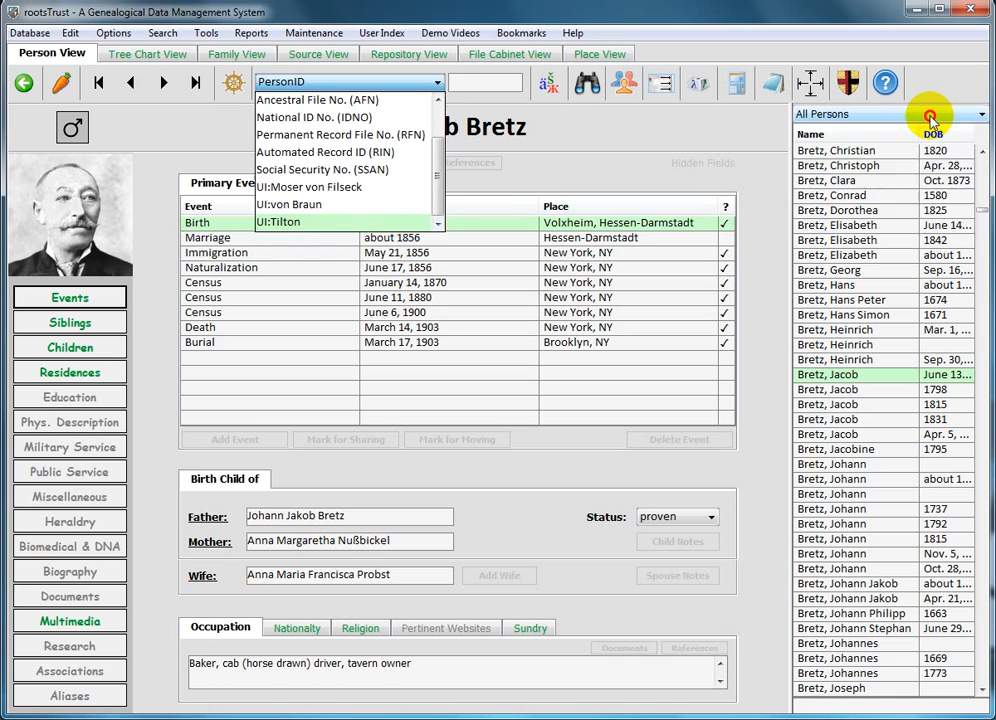 rootsTrust - A Genealogical Data Management System
Database Edit Options Search Tools Reports Maintenance User Index Demo Videos Bookmarks Help
Person View Tree Chart View Family View Source View Repository View File Cabinet View Place View
PersonID
äšK
All Persons
Name DOB
Ancestral File No. (AFN)
National ID No. (IDNO)
Permanent Record File No. (RFN)
Automated Record ID (RIN)
Social Security No. (SSAN)
UI:Moser von Filseck
UI:von Braun
UI:Tilton
b Bretz
References
Hidden Fields
Primary Eve
Event Place ?
Birth Volxheim, Hessen-Darmstadt ✓
Marriage about 1856 Hessen-Darmstadt
Immigration May 21, 1856 New York, NY ✓
Naturalization June 17, 1856 New York, NY ✓
Census January 14, 1870 New York, NY ✓
Census June 11, 1880 New York, NY ✓
Census June 6, 1900 New York, NY ✓
Death March 14, 1903 New York, NY ✓
Burial March 17, 1903 Brooklyn, NY ✓
Add Event Mark for Sharing Mark for Moving Delete Event
Birth Child of
Father: Johann Jakob Bretz Status: proven
Mother: Anna Margaretha Nußbickel Child Notes
Wife: Anna Maria Francisca Probst Add Wife Spouse Notes
Occupation Nationalty Religion Pertinent Websites Sundry
Documents References
Baker, cab (horse drawn) driver, tavern owner
Events
Siblings
Children
Residences
Education
Phys. Description
Military Service
Public Service
Miscellaneous
Heraldry
Biomedical & DNA
Biography
Documents
Multimedia
Research
Associations
Aliases
Bretz, Christian 1820
Bretz, Christoph Apr. 28,...
Bretz, Clara Oct. 1873
Bretz, Conrad 1580
Bretz, Dorothea 1825
Bretz, Elisabeth June 14...
Bretz, Elisabeth 1842
Bretz, Elizabeth about 1...
Bretz, Georg Sep. 16,...
Bretz, Hans about 1...
Bretz, Hans Peter 1674
Bretz, Hans Simon 1671
Bretz, Heinrich Mar. 1, ...
Bretz, Heinrich
Bretz, Heinrich Sep. 30,...
Bretz, Jacob June 13...
Bretz, Jacob 1798
Bretz, Jacob 1815
Bretz, Jacob 1831
Bretz, Jacob Apr. 5, ...
Bretz, Jacobine 1795
Bretz, Johann
Bretz, Johann about 1...
Bretz, Johann
Bretz, Johann 1737
Bretz, Johann 1792
Bretz, Johann 1815
Bretz, Johann Nov. 5, ...
Bretz, Johann Oct. 28,...
Bretz, Johann Jakob about 1...
Bretz, Johann Jakob Apr. 21,...
Bretz, Johann Philipp 1663
Bretz, Johann Stephan June 29...
Bretz, Johannes
Bretz, Johannes 1669
Bretz, Johannes 1773
Bretz, Joseph